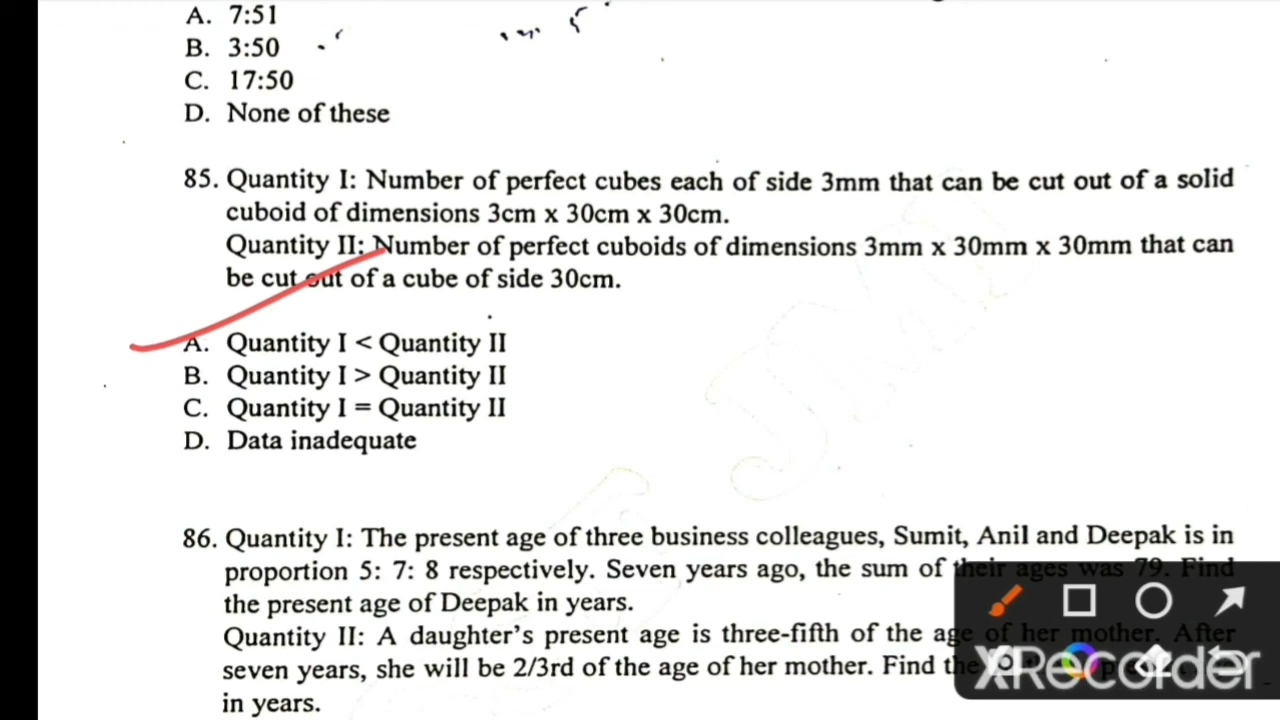 A. 7:51
B. 3:50
C. 17:50
D. None of these
85. Quantity I: Number of perfect cubes each of side 3mm that can be cut out of a solid
cuboid of dimensions 3cm x 30cm x 30cm.
Quantity II: Number of perfect cuboids of dimensions 3mm x 30mm x 30mm that can
be cut out of a cube of side 30cm.
A. Quantity I < Quantity II
B. Quantity I > Quantity II
C. Quantity I = Quantity II
D. Data inadequate
86. Quantity I: The present age of three business colleagues, Sumit, Anil and Deepak is in
proportion 5: 7: 8 respectively. Seven years ago, the sum of their ages was 79. Find
the present age of Deepak in years.
Quantity II: A daughter's present age is three-fifth of the age of her mother. After
seven years, she will be 2/3rd of the age of her mother. Find the
in years.
XRecorder